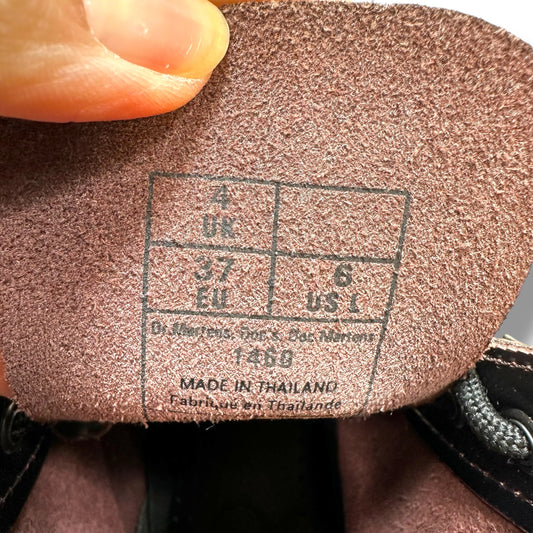 4
UK
37
EU
6
US L
Dr. Martens, Doc's, Doc Martens
1460
MADE IN THAILAND
Fabriqué en Thaïlande